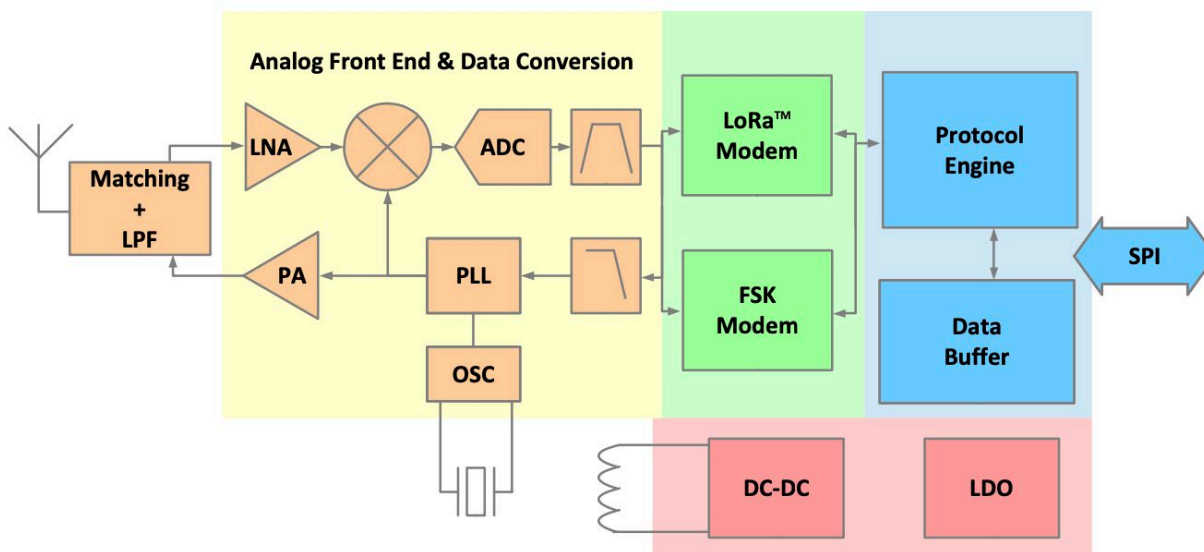 Analog Front End & Data Conversion
LNA
ADC
LoRa™
Modem
Protocol
Engine
Matching
+
LPF
PA
PLL
FSK
Modem
SPI
Data
Buffer
OSC
DC-DC
LDO